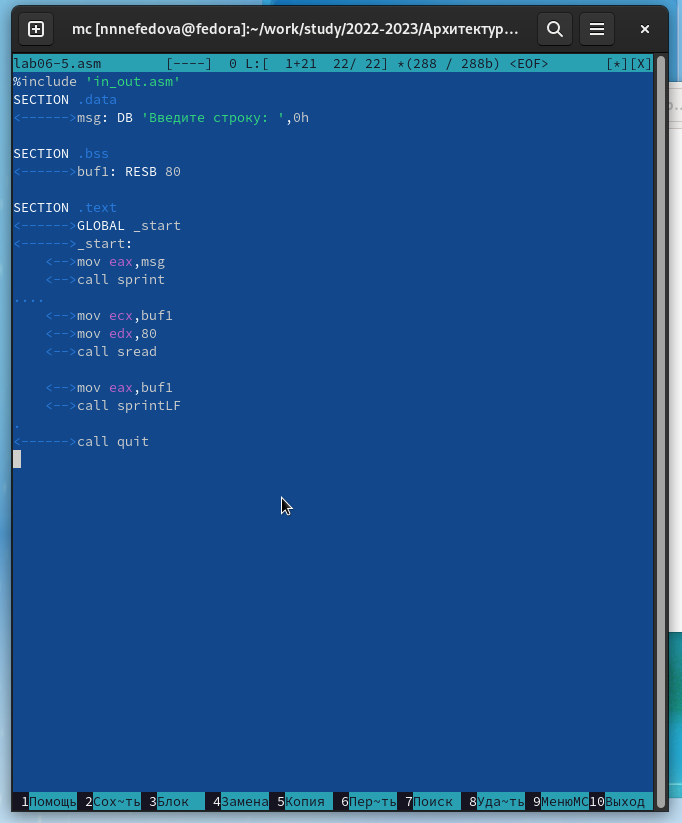 mc [nnnefedova@fedora]:~/work/study/2022-2023/Архитектур...
lab06-5.asm [----] 0 L:[ 1+21 22/ 22] *(288 / 288b) <EOF> [*][X]
%include 'in_out.asm'
SECTION .data
<------>msg: DB 'Введите строку: ',0h
SECTION .bss
<------>buf1: RESB 80
SECTION .text
<------>GLOBAL _start
<------>_start:
<-->mov eax,msg
<-->call sprint
....
<-->mov ecx,buf1
<-->mov edx,80
<-->call sread
<-->mov eax,buf1
<-->call sprintLF
.
<------>call quit
1Помощь 2Сох~ть 3Блок 4Замена 5Копия 6Пер~ть 7Поиск 8Уда~ть 9МенюМС 10Выход